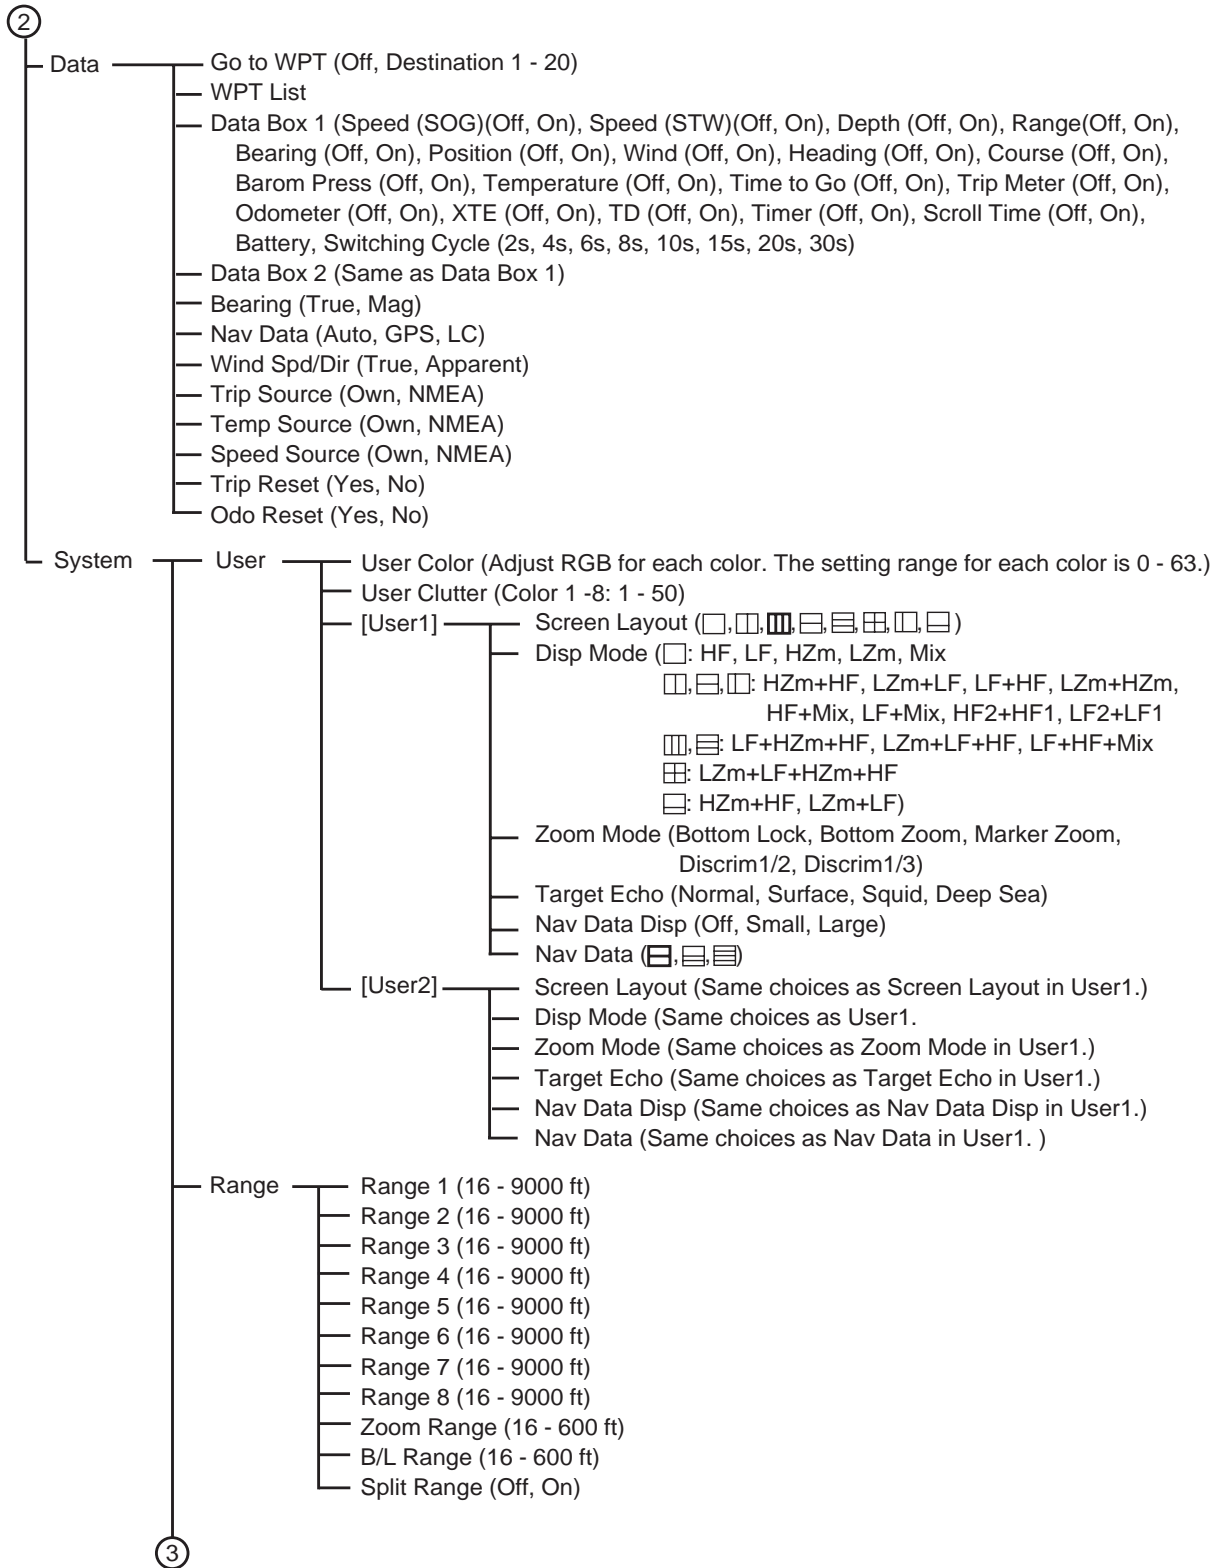 2
Data
Go to WPT (Off, Destination 1 - 20)
WPT List
Data Box 1 (Speed (SOG)(Off, On), Speed (STW)(Off, On), Depth (Off, On), Range(Off, On),
Bearing (Off, On), Position (Off, On), Wind (Off, On), Heading (Off, On), Course (Off, On),
Barom Press (Off, On), Temperature (Off, On), Time to Go (Off, On), Trip Meter (Off, On),
Odometer (Off, On), XTE (Off, On), TD (Off, On), Timer (Off, On), Scroll Time (Off, On),
Battery, Switching Cycle (2s, 4s, 6s, 8s, 10s, 15s, 20s, 30s)
Data Box 2 (Same as Data Box 1)
Bearing (True, Mag)
Nav Data (Auto, GPS, LC)
Wind Spd/Dir (True, Apparent)
Trip Source (Own, NMEA)
Temp Source (Own, NMEA)
Speed Source (Own, NMEA)
Trip Reset (Yes, No)
Odo Reset (Yes, No)
System
User
User Color (Adjust RGB for each color. The setting range for each color is 0 - 63.)
User Clutter (Color 1 -8: 1 - 50)
[User1]
Screen Layout ( , , , , , , , )
Disp Mode ( : HF, LF, HZm, LZm, Mix
, , : HZm+HF, LZm+LF, LF+HF, LZm+HZm,
HF+Mix, LF+Mix, HF2+HF1, LF2+LF1
, : LF+HZm+HF, LZm+LF+HF, LF+HF+Mix
: LZm+LF+HZm+HF
: HZm+HF, LZm+LF)
Zoom Mode (Bottom Lock, Bottom Zoom, Marker Zoom,
Discrim1/2, Discrim1/3)
Target Echo (Normal, Surface, Squid, Deep Sea)
Nav Data Disp (Off, Small, Large)
Nav Data ( , , )
[User2]
Screen Layout (Same choices as Screen Layout in User1.)
Disp Mode (Same choices as User1.
Zoom Mode (Same choices as Zoom Mode in User1.)
Target Echo (Same choices as Target Echo in User1.)
Nav Data Disp (Same choices as Nav Data Disp in User1.)
Nav Data (Same choices as Nav Data in User1. )
Range
Range 1 (16 - 9000 ft)
Range 2 (16 - 9000 ft)
Range 3 (16 - 9000 ft)
Range 4 (16 - 9000 ft)
Range 5 (16 - 9000 ft)
Range 6 (16 - 9000 ft)
Range 7 (16 - 9000 ft)
Range 8 (16 - 9000 ft)
Zoom Range (16 - 600 ft)
B/L Range (16 - 600 ft)
Split Range (Off, On)
3